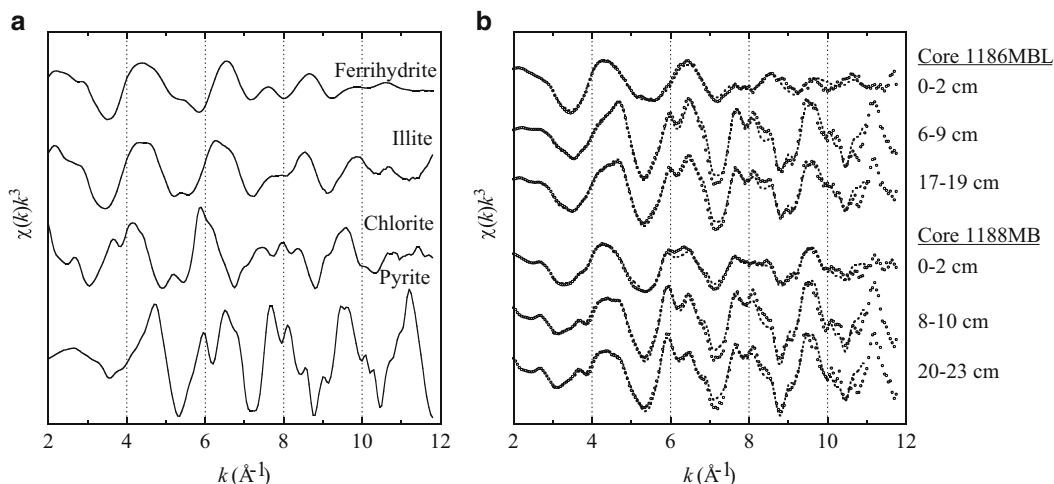 a
Ferrihydrite
Illite
Chlorite
Pyrite
χ(k)k³
2 4 6 8 10 12
k (Å⁻¹)
b
Core 1186MBL
0-2 cm
6-9 cm
17-19 cm
Core 1188MB
0-2 cm
8-10 cm
20-23 cm
χ(k)k³
2 4 6 8 10 12
k (Å⁻¹)